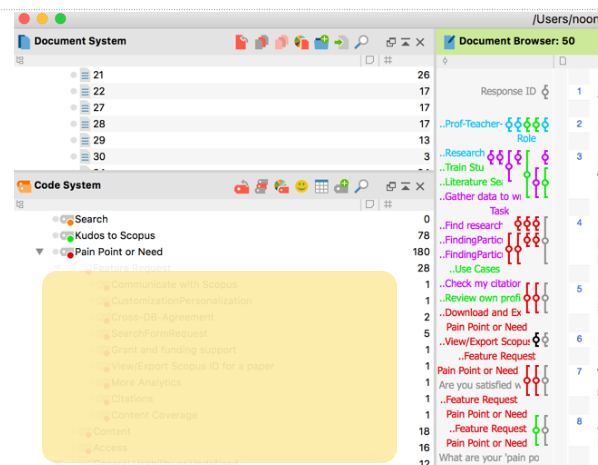 /Users/noon
Document System
#
21 26
22 17
27 17
28 17
29 13
30 3
Code System
#
Search 0
Kudos to Scopus 78
Pain Point or Need 180
Feature Request 28
Communicate with Scopus 1
CustomizationPersonalization 1
Cross-DB-Agreement 2
SearchFormRequest 5
Grant and funding support 1
View/Export Scopus ID for a paper 1
More Analytics 1
Citations 1
Content Coverage 1
Content 18
Access 16
12
Document Browser: 50
Response ID 1
..Prof-Teacher- 2
Role
..Research 3
..Train Stu
..Literature Sea
..Gather data to wr
Task
..Find research 4
..FindingPartici
..FindingPartici
..Use Cases
..Check my citation
..Review own profi 5
..Download and Ex
Pain Point or Need
..View/Export Scopus 6
..Feature Request
Pain Point or Need 7
Are you satisfied w
..Feature Request
Pain Point or Need
..Feature Request 8
Pain Point or Need
What are your 'pain po